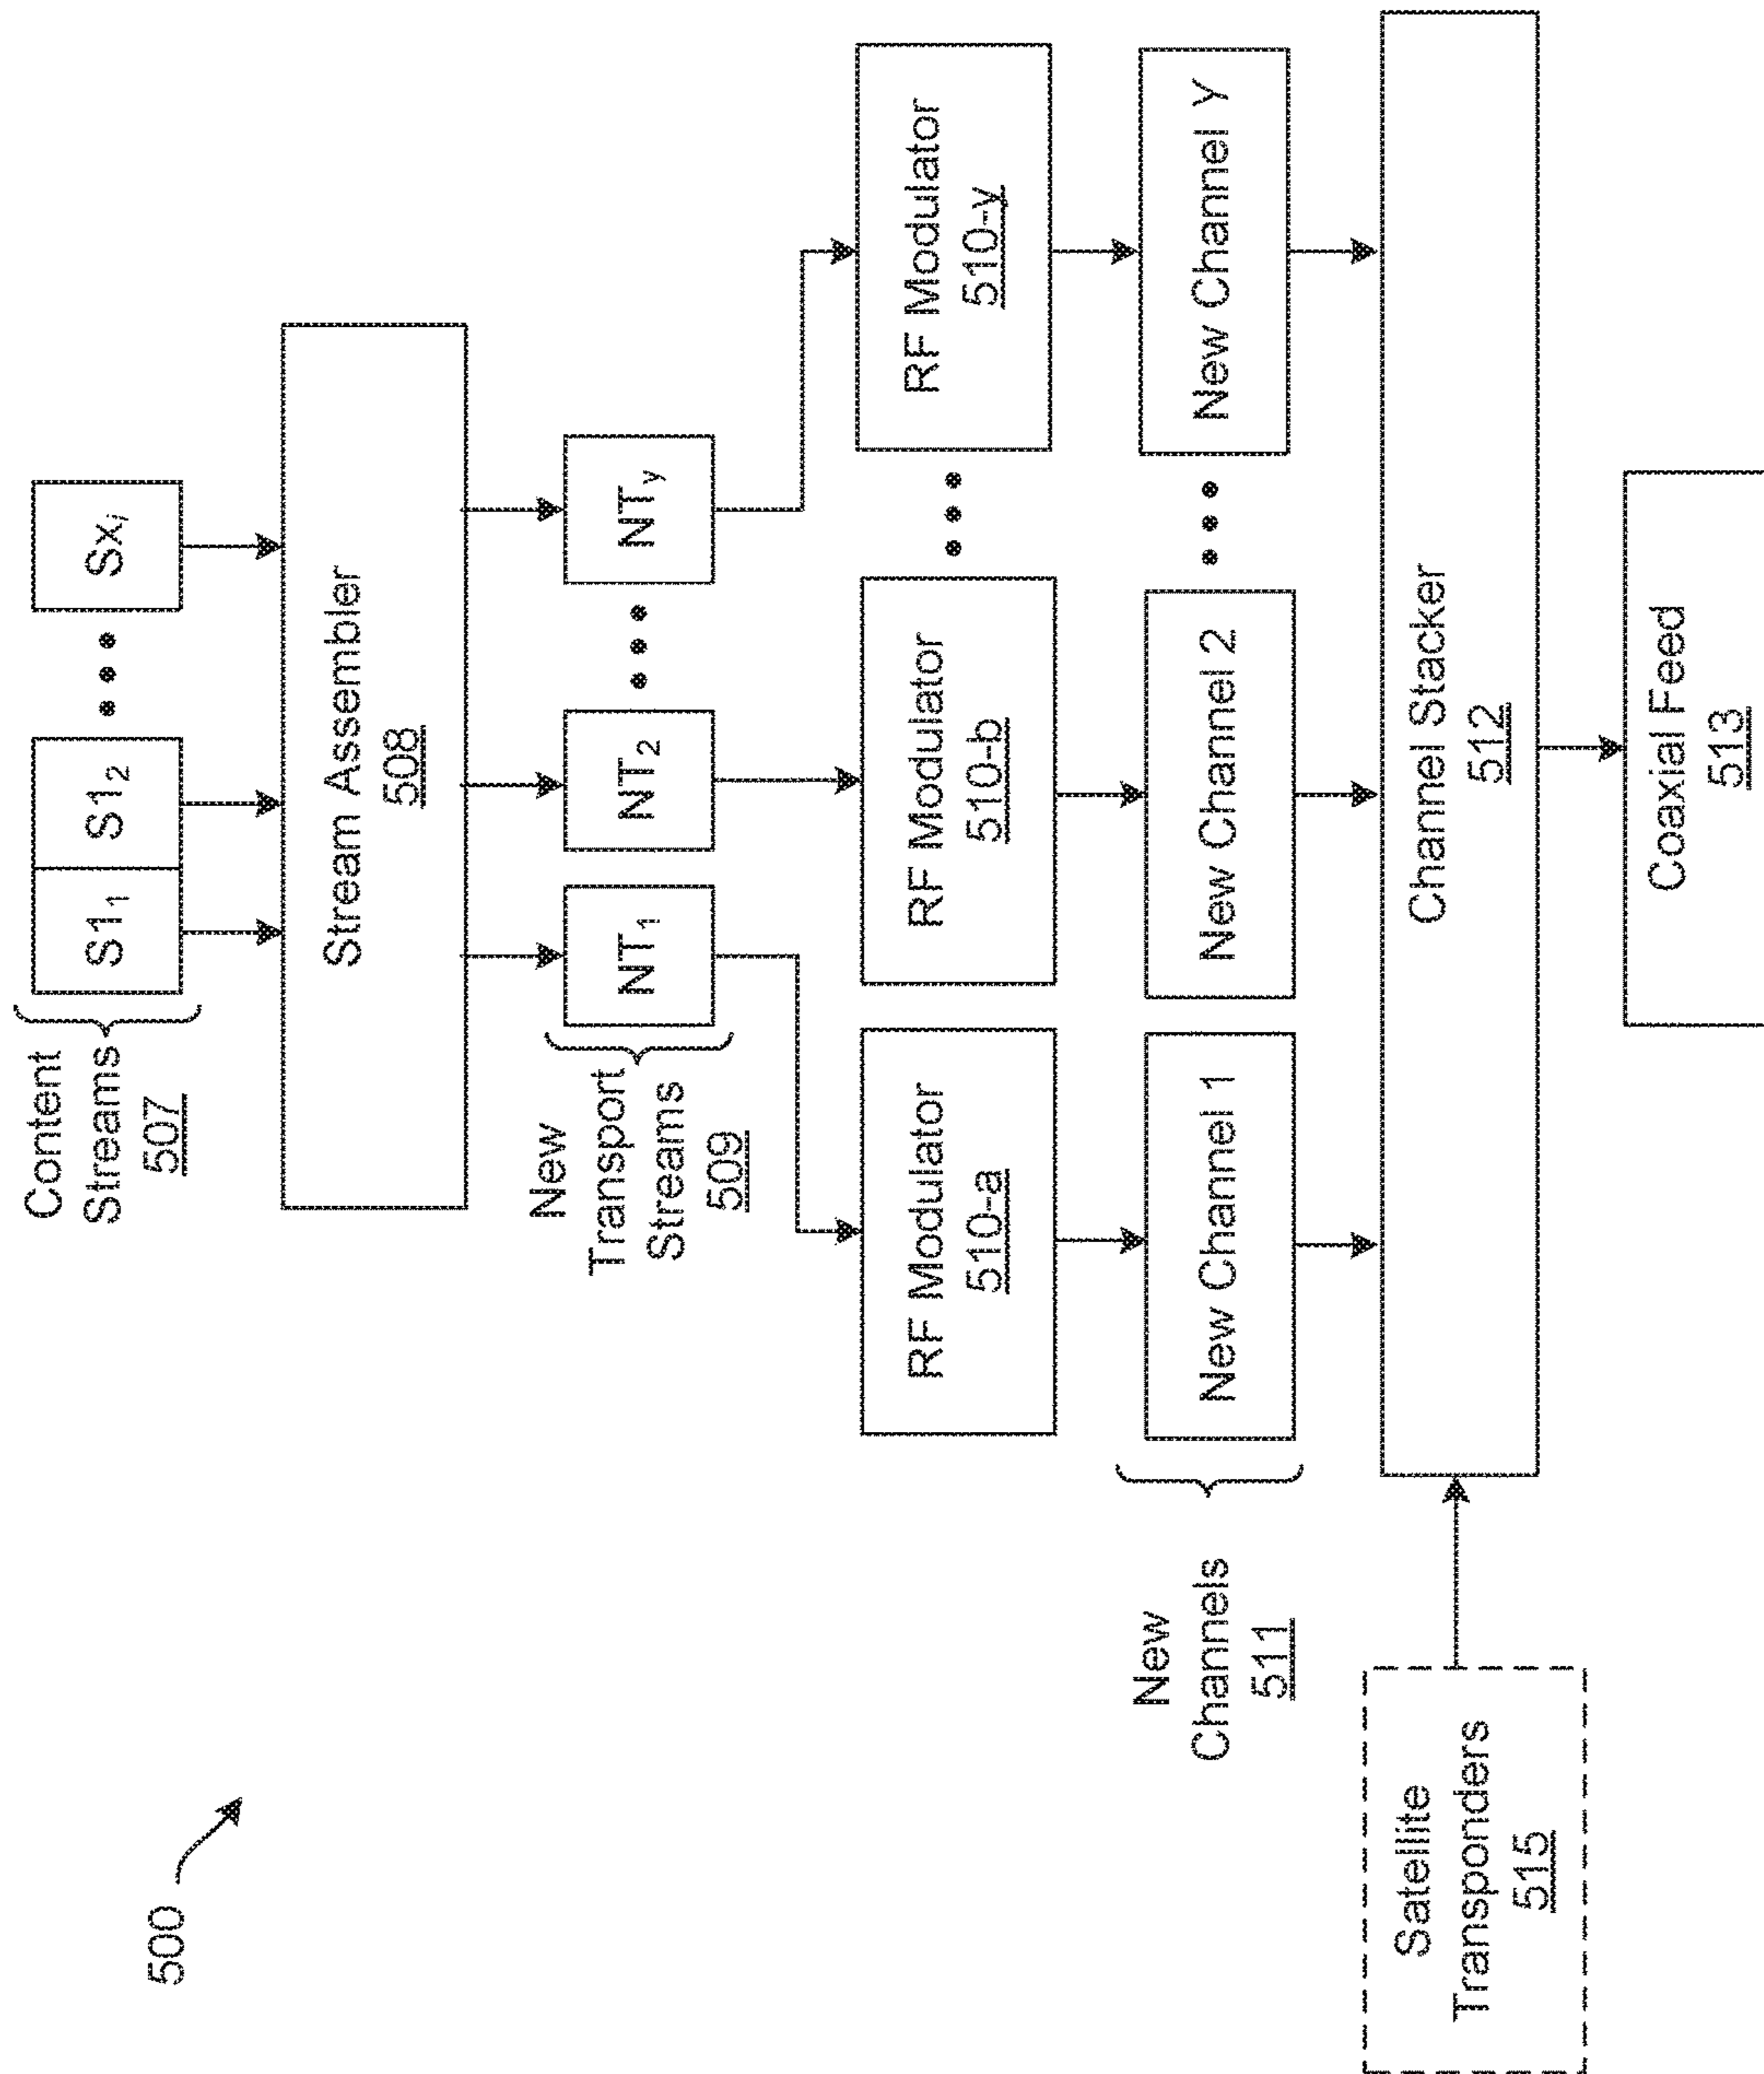 500
Content
Streams
507
S1₁
S1₂
Sxᵢ
Stream Assembler
508
New
Transport
Streams
509
NT₁
NT₂
NTᵧ
RF Modulator
510-a
RF Modulator
510-b
RF Modulator
510-y
New
Channels
511
New Channel 1
New Channel 2
New Channel Y
Satellite
Transponders
515
Channel Stacker
512
Coaxial Feed
513